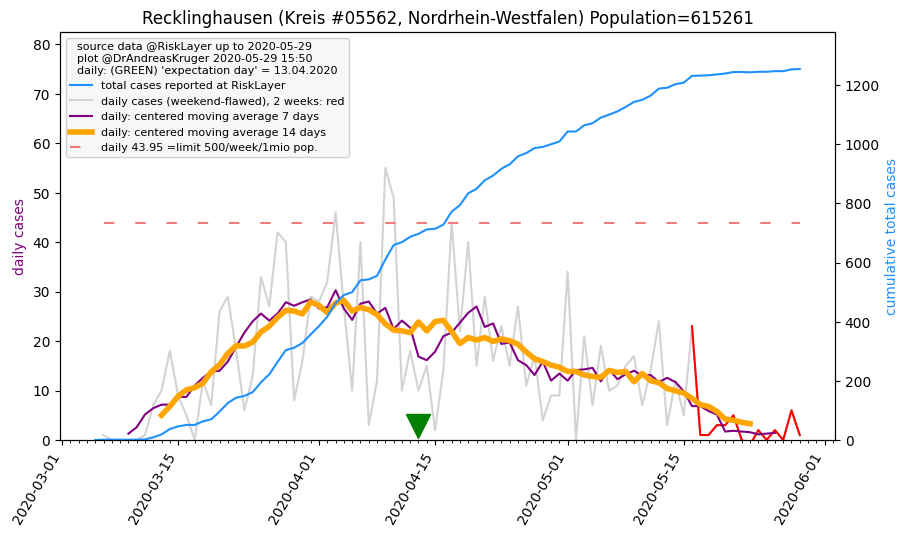 Recklinghausen (Kreis #05562, Nordrhein-Westfalen) Population=615261
source data @RiskLayer up to 2020-05-29
plot @DrAndreasKruger 2020-05-29 15:50
daily: (GREEN) 'expectation day' = 13.04.2020
total cases reported at RiskLayer
daily cases (weekend-flawed), 2 weeks: red
daily: centered moving average 7 days
daily: centered moving average 14 days
daily 43.95 =limit 500/week/1mio pop.
daily cases
80
70
60
50
40
30
20
10
0
cumulative total cases
1200
1000
800
600
400
200
0
2020-03-01
2020-03-15
2020-04-01
2020-04-15
2020-05-01
2020-05-15
2020-06-01